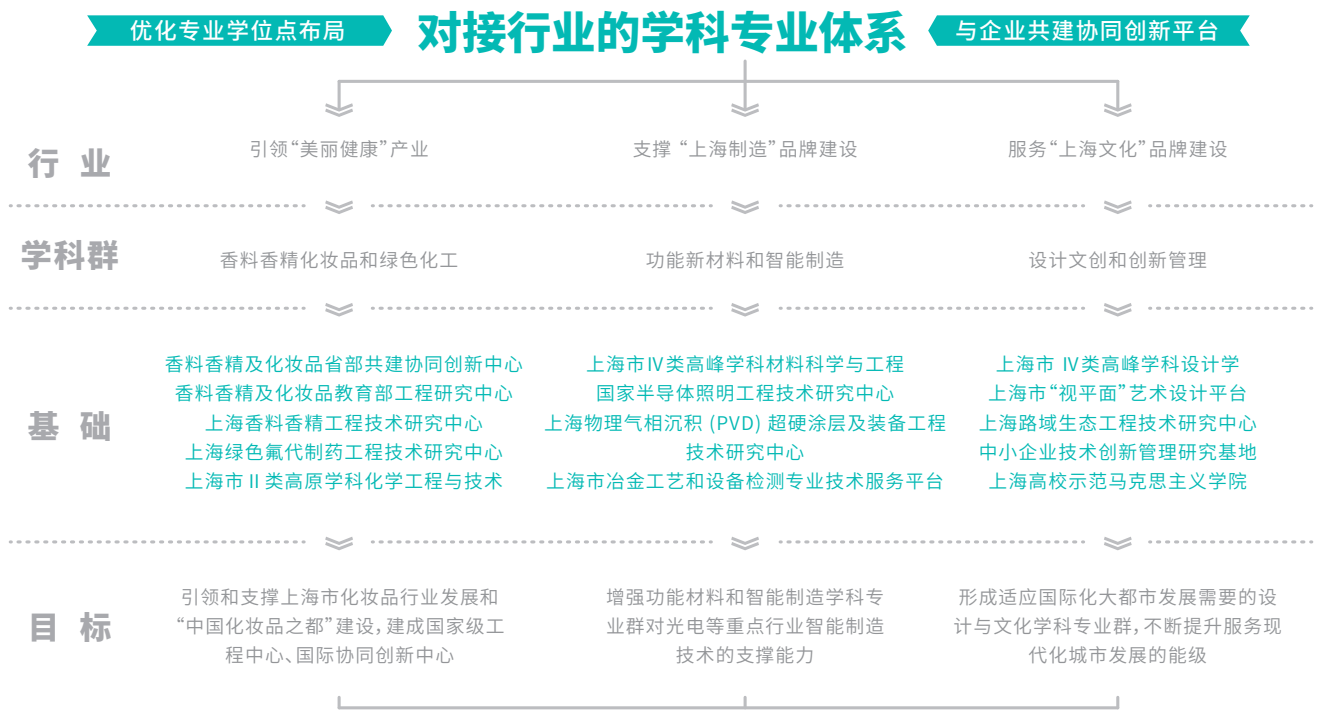 优化专业学位点布局
对接行业的学科专业体系
与企业共建协同创新平台
行 业
引领“美丽健康”产业
支撑 “上海制造”品牌建设
服务“上海文化”品牌建设
学科群
香料香精化妆品和绿色化工
功能新材料和智能制造
设计文创和创新管理
基 础
香料香精及化妆品省部共建协同创新中心
香料香精及化妆品教育部工程研究中心
上海香料香精工程技术研究中心
上海绿色氟代制药工程技术研究中心
上海市 II 类高原学科化学工程与技术
上海市IV类高峰学科材料科学与工程
国家半导体照明工程技术研究中心
上海物理气相沉积 (PVD) 超硬涂层及装备工程
技术研究中心
上海市冶金工艺和设备检测专业技术服务平台
上海市 IV类高峰学科设计学
上海市“视平面”艺术设计平台
上海路域生态工程技术研究中心
中小企业技术创新管理研究基地
上海高校示范马克思主义学院
目 标
引领和支撑上海市化妆品行业发展和
“中国化妆品之都”建设，建成国家级工
程中心、国际协同创新中心
增强功能材料和智能制造学科专
业群对光电等重点行业智能制造
技术的支撑能力
形成适应国际化大都市发展需要的设
计与文化学科专业群，不断提升服务现
代化城市发展的能级